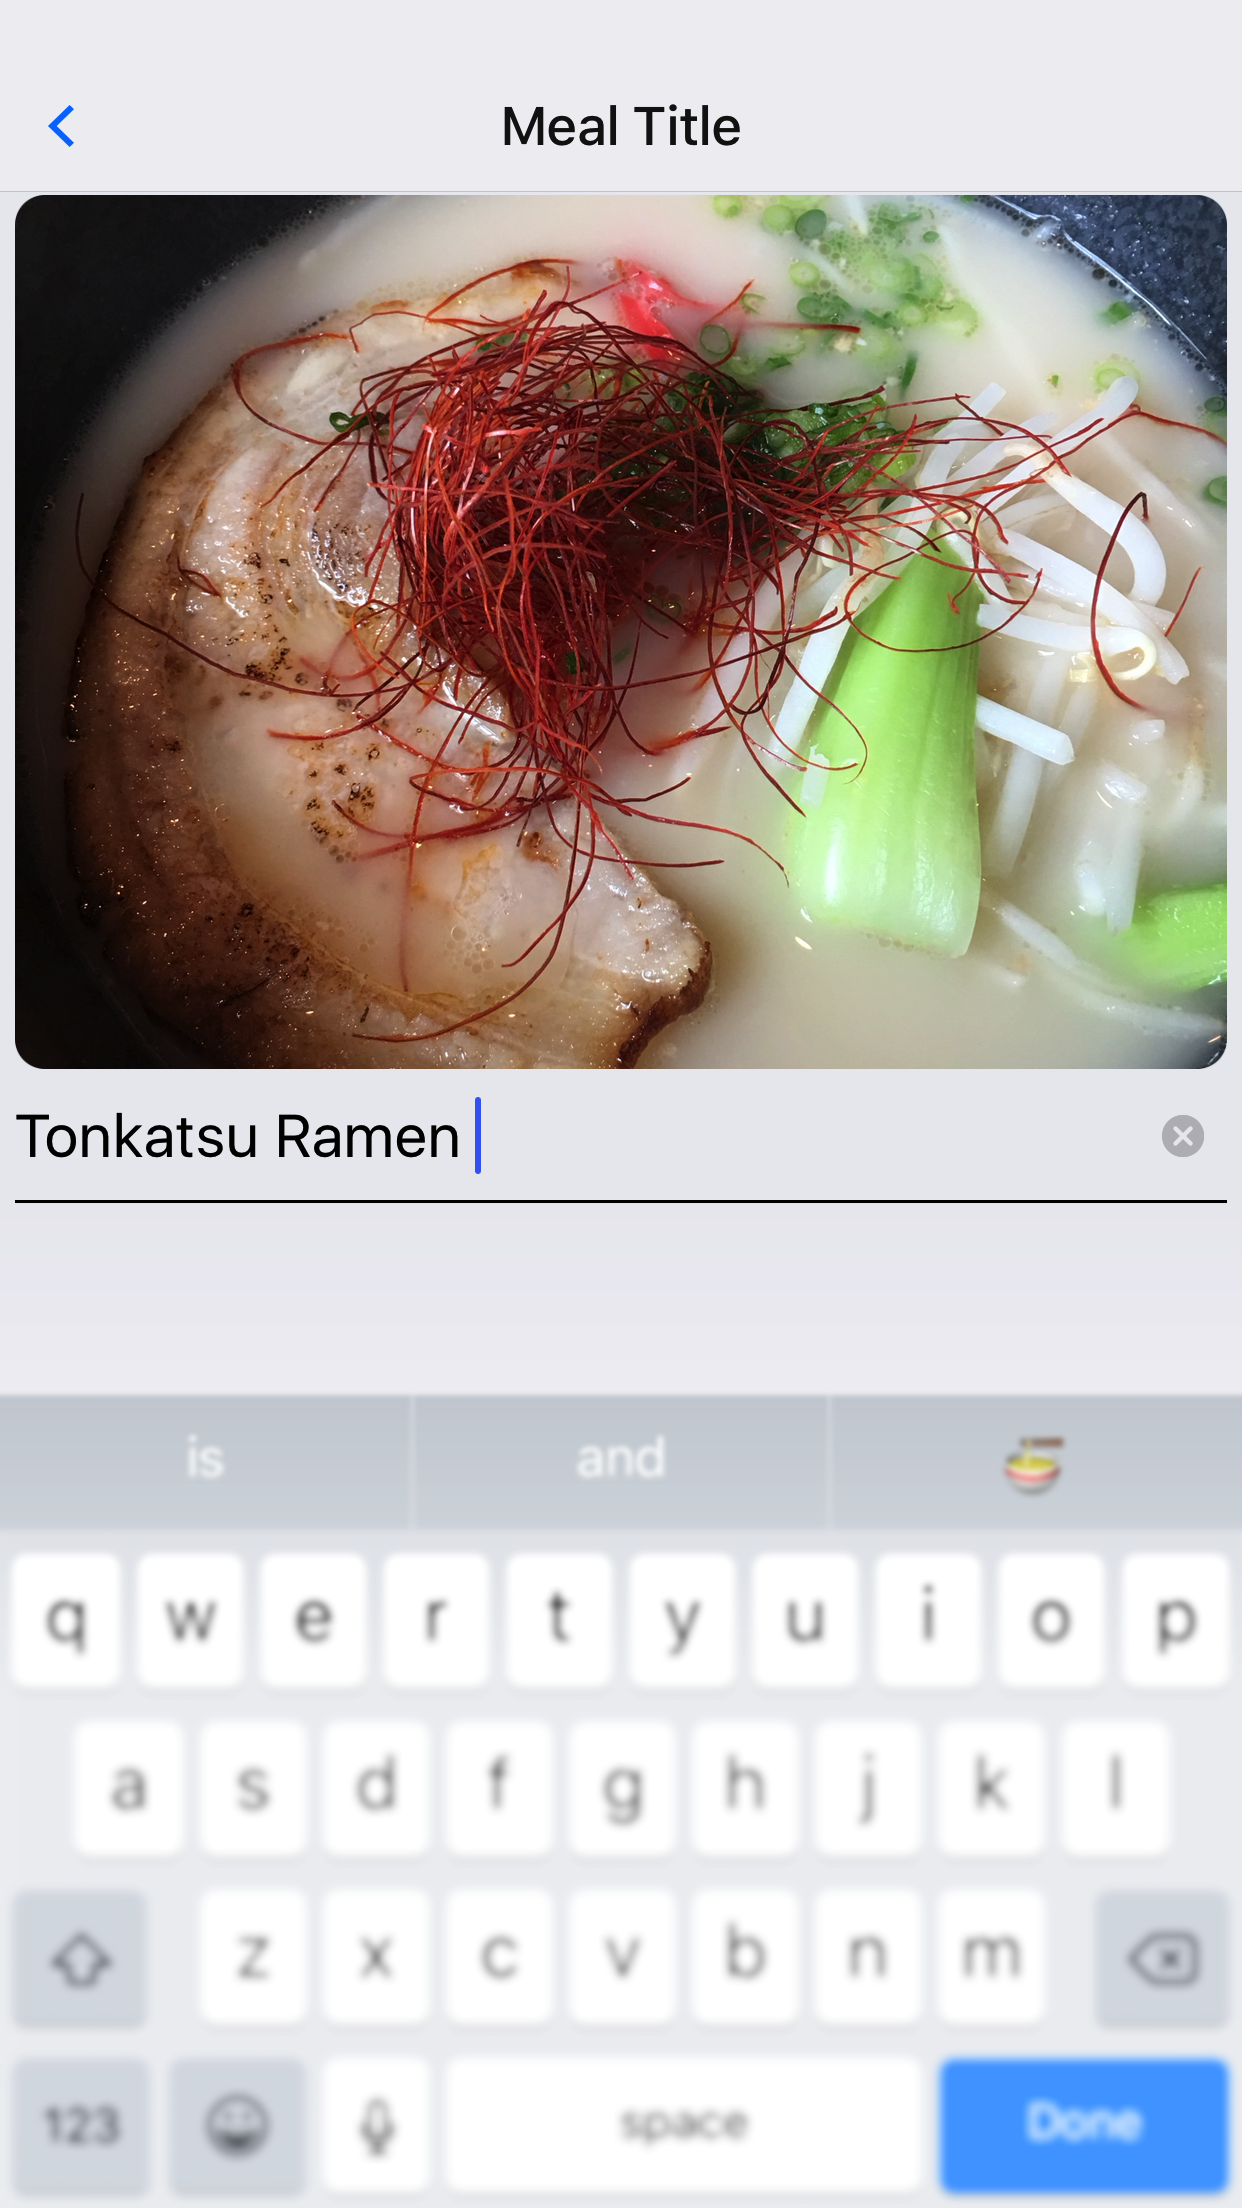 Meal Title
Tonkatsu Ramen
is and
q w e r t y u i o p
a s d f g h j k l
z x c v b n m
123 space Done